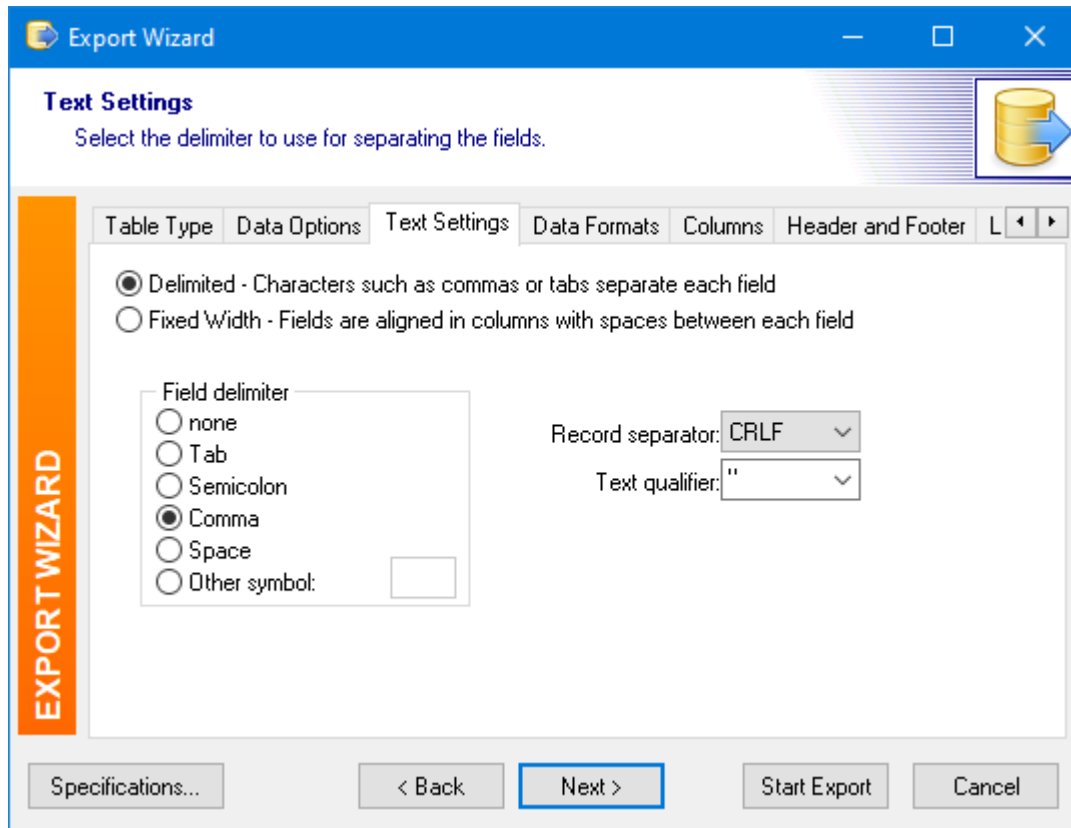 Export Wizard
Text Settings
Select the delimiter to use for separating the fields.
Table Type Data Options Text Settings Data Formats Columns Header and Footer L
Delimited - Characters such as commas or tabs separate each field
Fixed Width - Fields are aligned in columns with spaces between each field
Field delimiter
none
Tab
Semicolon
Comma
Space
Other symbol:
Record separator: CRLF
Text qualifier: "
EXPORT WIZARD
Specifications... < Back Next > Start Export Cancel